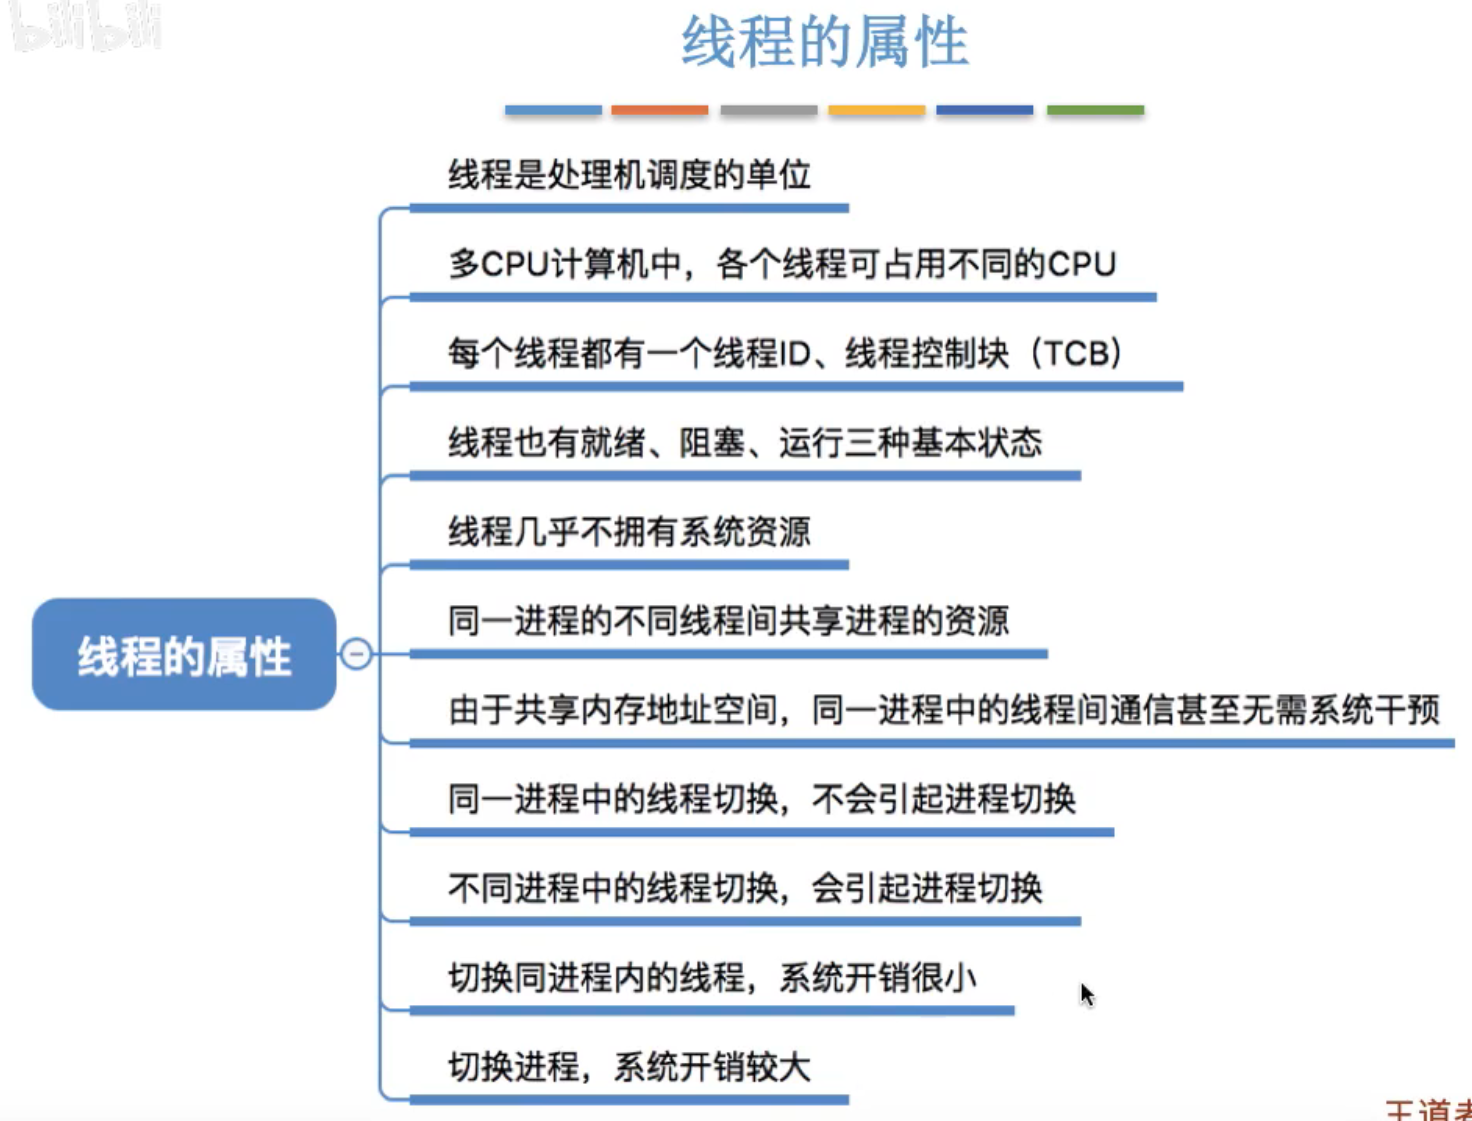 bilibili
线程的属性
线程是处理机调度的单位
多CPU计算机中，各个线程可占用不同的CPU
每个线程都有一个线程ID、线程控制块（TCB）
线程也有就绪、阻塞、运行三种基本状态
线程几乎不拥有系统资源
线程的属性
同一进程的不同线程间共享进程的资源
由于共享内存地址空间，同一进程中的线程间通信甚至无需系统干预
同一进程中的线程切换，不会引起进程切换
不同进程中的线程切换，会引起进程切换
切换同进程内的线程，系统开销很小
切换进程，系统开销较大
王道考